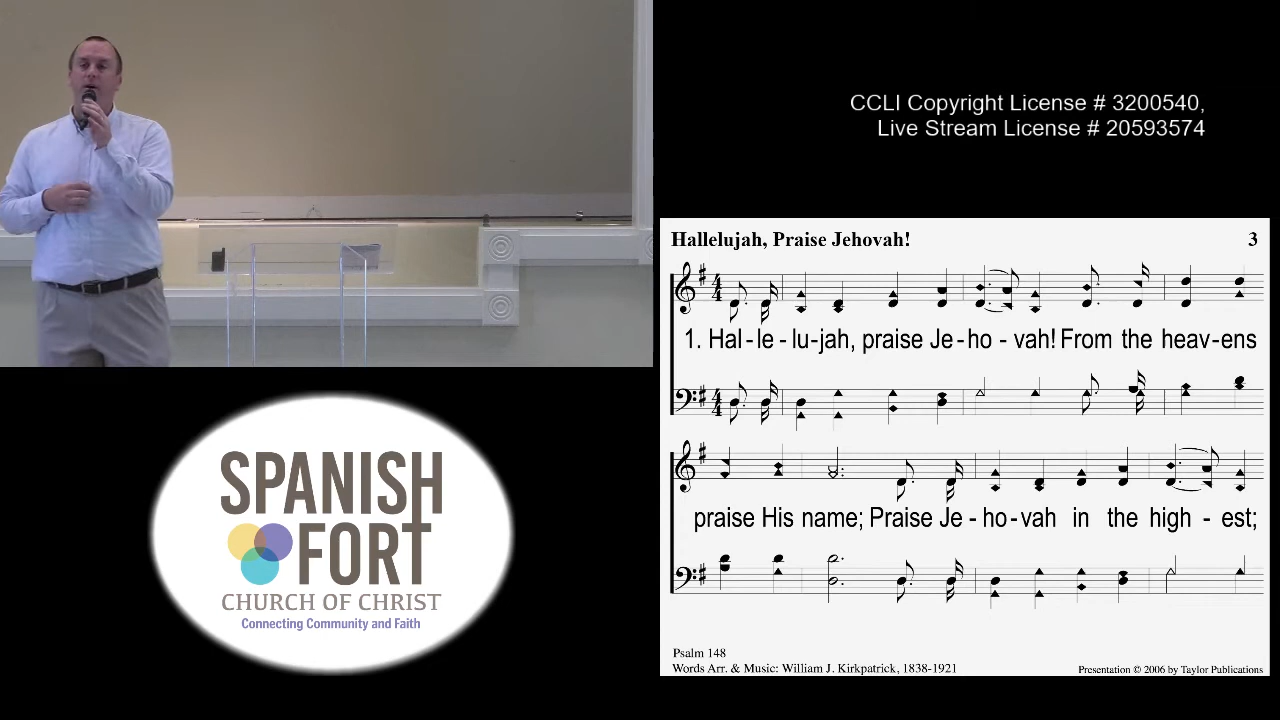 CCLI Copyright License # 3200540,
Live Stream License # 20593574
Hallelujah, Praise Jehovah! 3
1. Hal-le-lu-jah, praise Je-ho-vah! From the heav-ens
praise His name; Praise Je-ho-vah in the high-est;
Psalm 148
Words Arr. & Music: William J. Kirkpatrick, 1838-1921
Presentation © 2006 by Taylor Publications
SPANISH
FORT
CHURCH OF CHRIST
Connecting Community and Faith